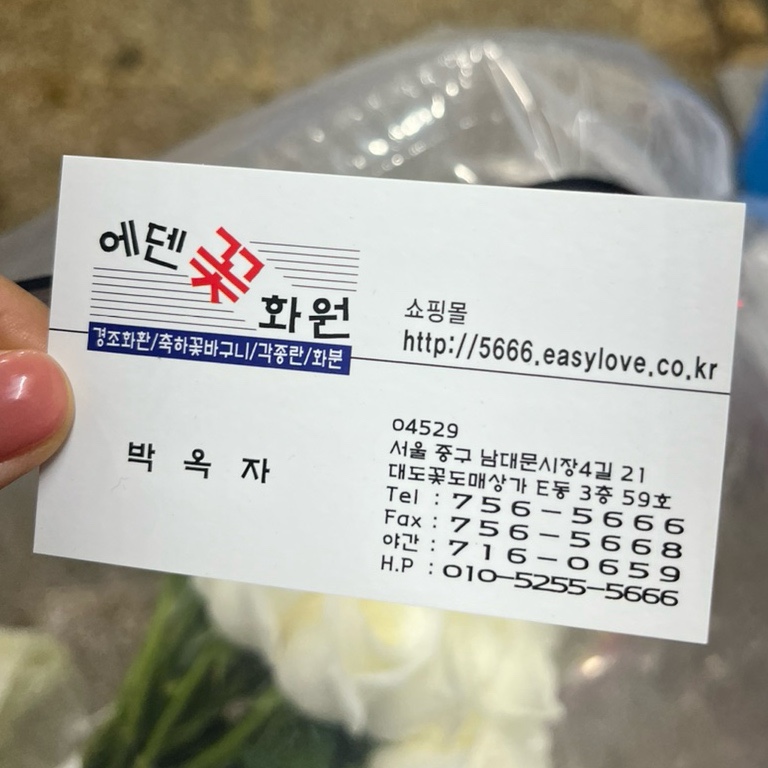 에덴꽃화원
경조화환/축하꽃바구니/각종란/화분
쇼핑몰
http://5666.easylove.co.kr
박 옥 자
04529
서울 중구 남대문시장4길 21
대도꽃도매상가 E동 3층 59호
Tel : 756-5666
Fax : 756-5668
야간 : 716-0659
H.P : 010-5255-5666